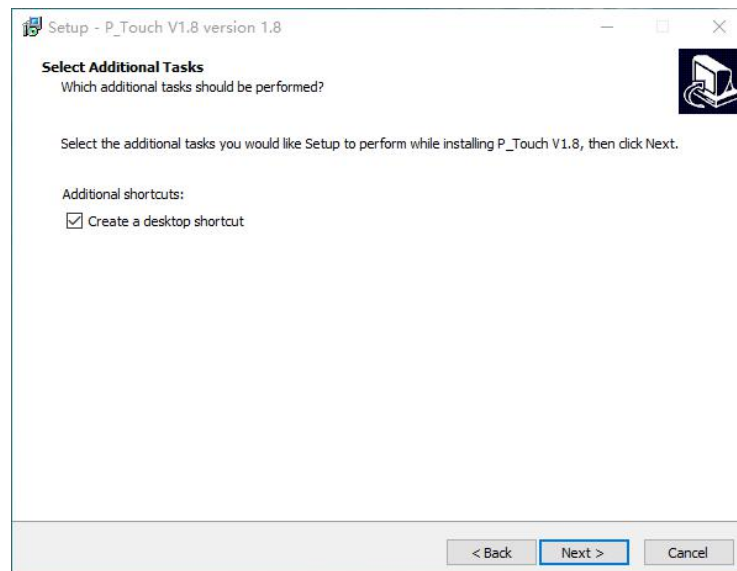 Setup - P_Touch V1.8 version 1.8
Select Additional Tasks
Which additional tasks should be performed?
Select the additional tasks you would like Setup to perform while installing P_Touch V1.8, then click Next.
Additional shortcuts:
Create a desktop shortcut
< Back
Next >
Cancel